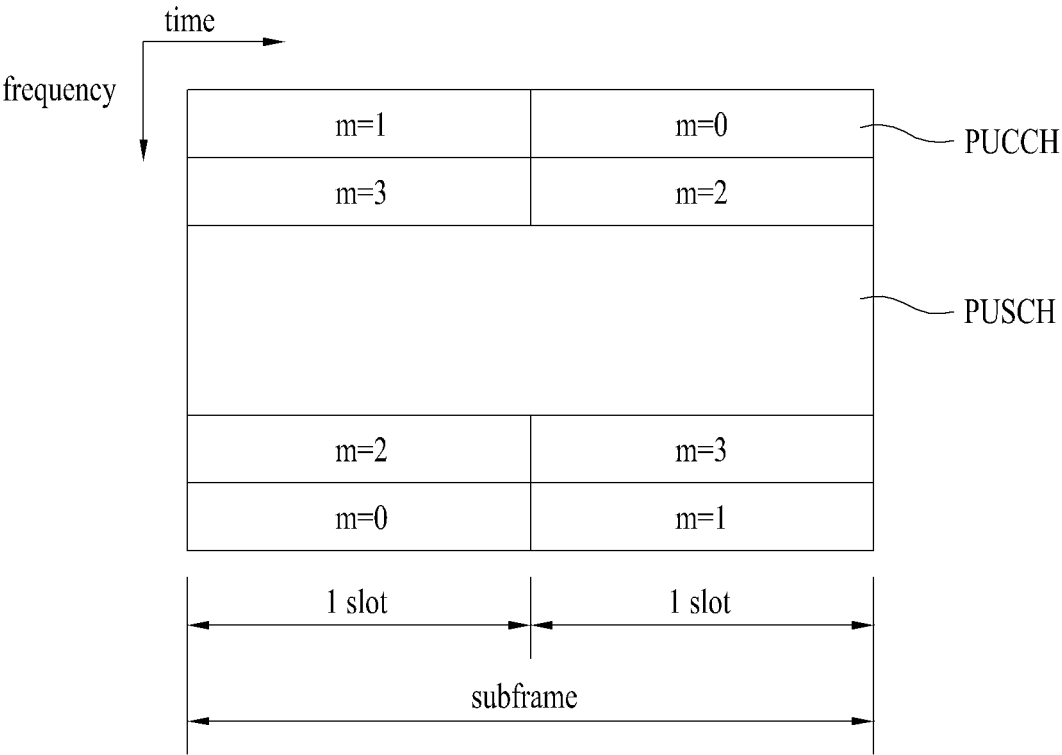 time
frequency
m=1 m=0
PUCCH
m=3 m=2
PUSCH
m=2 m=3
m=0 m=1
1 slot 1 slot
subframe